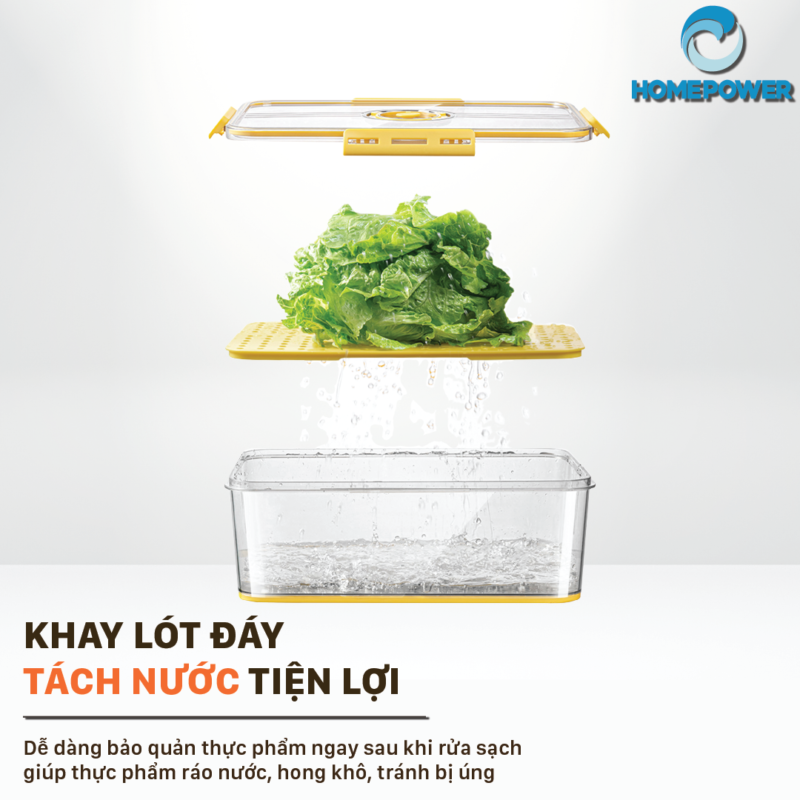 HOMEPOWER
KHAY LÓT ĐÁY
TÁCH NƯỚC TIỆN LỢI
Dễ dàng bảo quản thực phẩm ngay sau khi rửa sạch
giúp thực phẩm ráo nước, hong khô, tránh bị úng